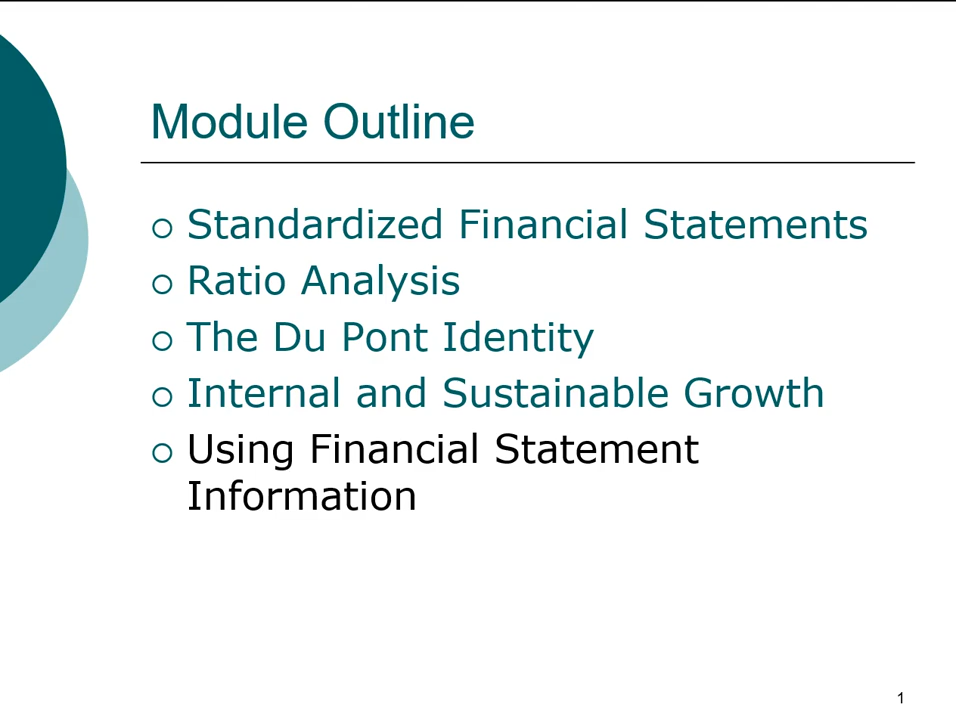 Module Outline
Standardized Financial Statements
Ratio Analysis
The Du Pont Identity
Internal and Sustainable Growth
Using Financial Statement
Information
1